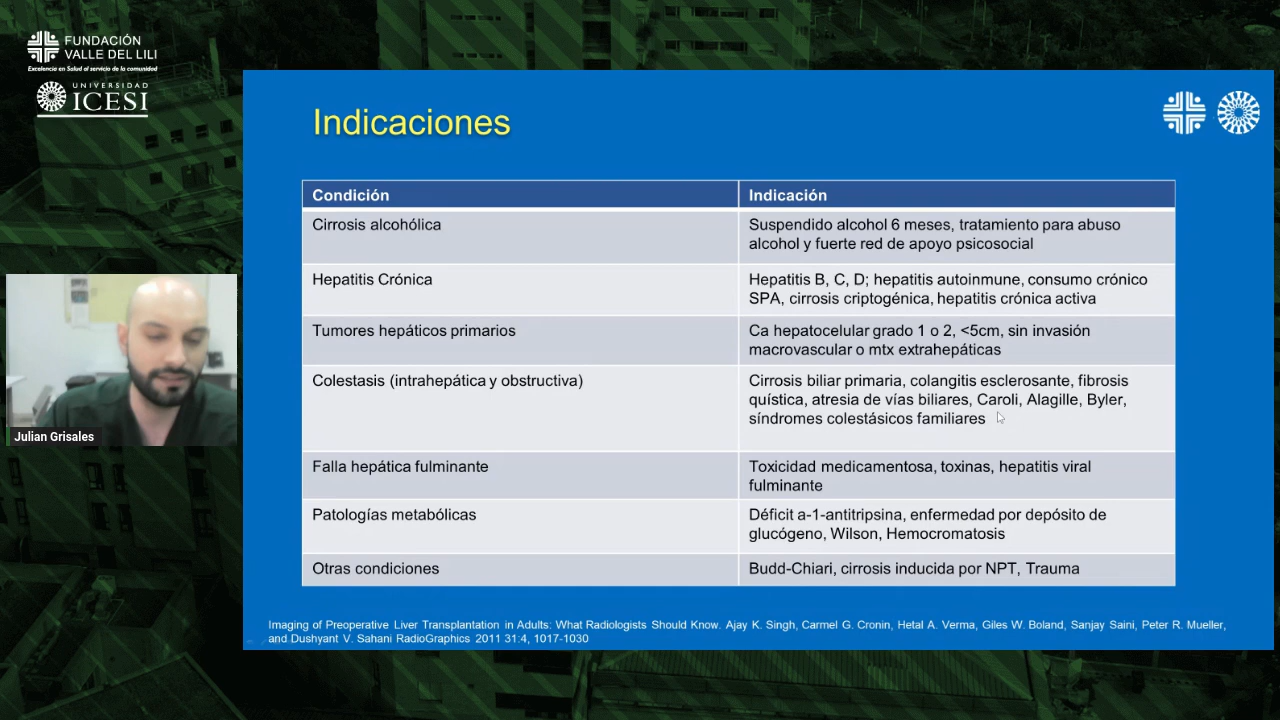 FUNDACIÓN
VALLE DEL LILI
Excelencia en Salud al servicio de la comunidad
UNIVERSIDAD
ICESI
Indicaciones
Condición
Indicación
Cirrosis alcohólica
Suspendido alcohol 6 meses, tratamiento para abuso
alcohol y fuerte red de apoyo psicosocial
Hepatitis Crónica
Hepatitis B, C, D; hepatitis autoinmune, consumo crónico
SPA, cirrosis criptogénica, hepatitis crónica activa
Tumores hepáticos primarios
Ca hepatocelular grado 1 o 2, <5cm, sin invasión
macrovascular o mtx extrahepáticas
Colestasis (intrahepática y obstructiva)
Cirrosis biliar primaria, colangitis esclerosante, fibrosis
quística, atresia de vías biliares, Caroli, Alagille, Byler,
síndromes colestásicos familiares
Falla hepática fulminante
Toxicidad medicamentosa, toxinas, hepatitis viral
fulminante
Patologías metabólicas
Déficit a-1-antitripsina, enfermedad por depósito de
glucógeno, Wilson, Hemocromatosis
Otras condiciones
Budd-Chiari, cirrosis inducida por NPT, Trauma
Imaging of Preoperative Liver Transplantation in Adults: What Radiologists Should Know. Ajay K. Singh, Carmel G. Cronin, Hetal A. Verma, Giles W. Boland, Sanjay Saini, Peter R. Mueller,
and Dushyant V. Sahani RadioGraphics 2011 31:4, 1017-1030
Julian Grisales